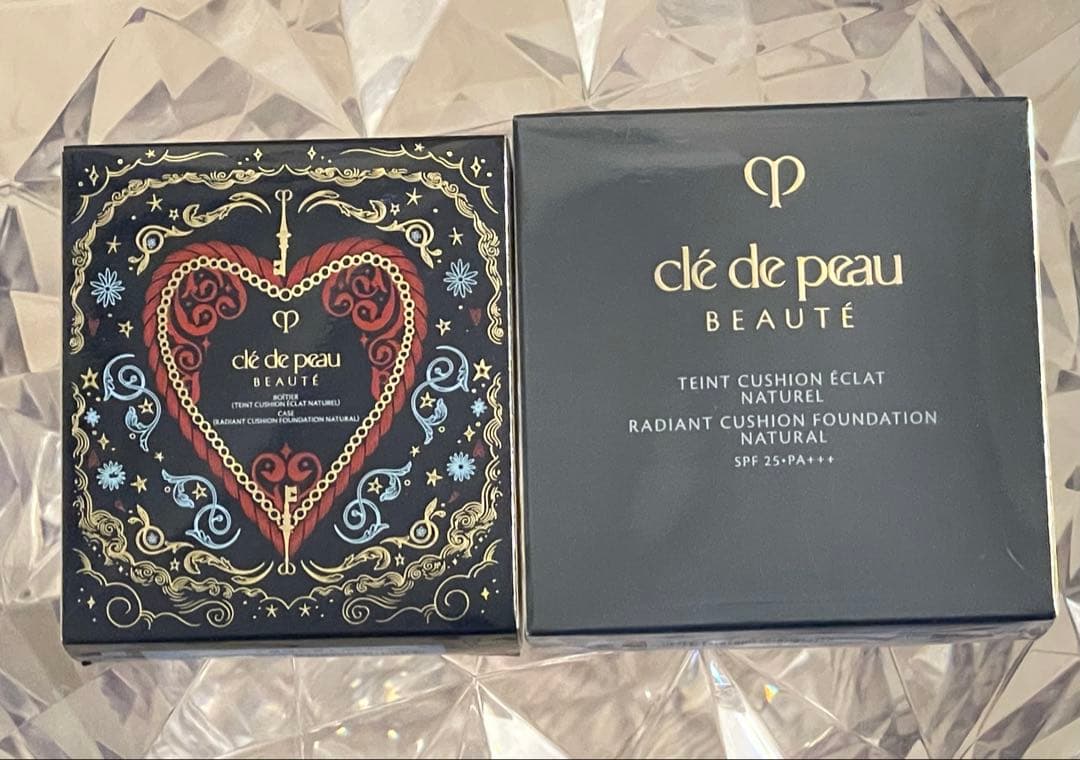 clé de peau
BEAUTÉ
BOÎTIER
(TEINT CUSHION ÉCLAT NATUREL)
CASE
(RADIANT CUSHION FOUNDATION NATURAL)
clé de peau
BEAUTÉ
TEINT CUSHION ÉCLAT
NATUREL
RADIANT CUSHION FOUNDATION
NATURAL
SPF 25•PA+++